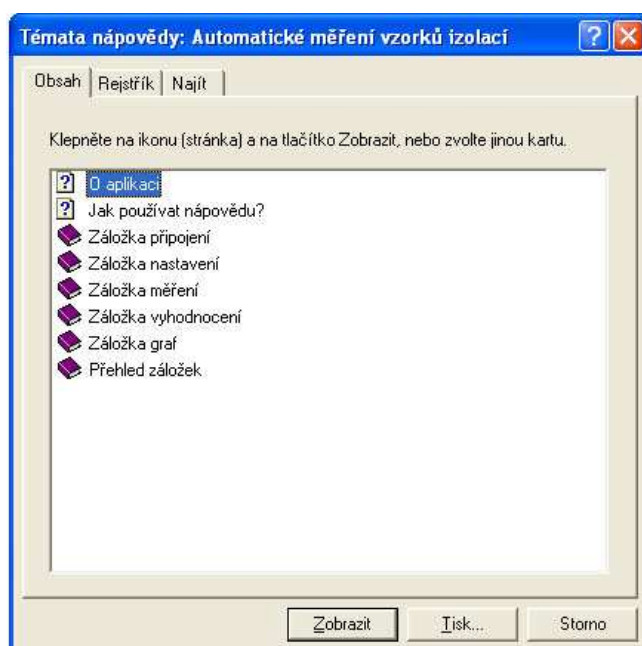 Témata nápovědy: Automatické měření vzorků izolací
Obsah Rejstřík Najít
Klepněte na ikonu (stránka) a na tlačítko Zobrazit, nebo zvolte jinou kartu.
O aplikaci
Jak používat nápovědu?
Záložka připojení
Záložka nastavení
Záložka měření
Záložka vyhodnocení
Záložka graf
Přehled záložek
Zobrazit Tisk... Storno